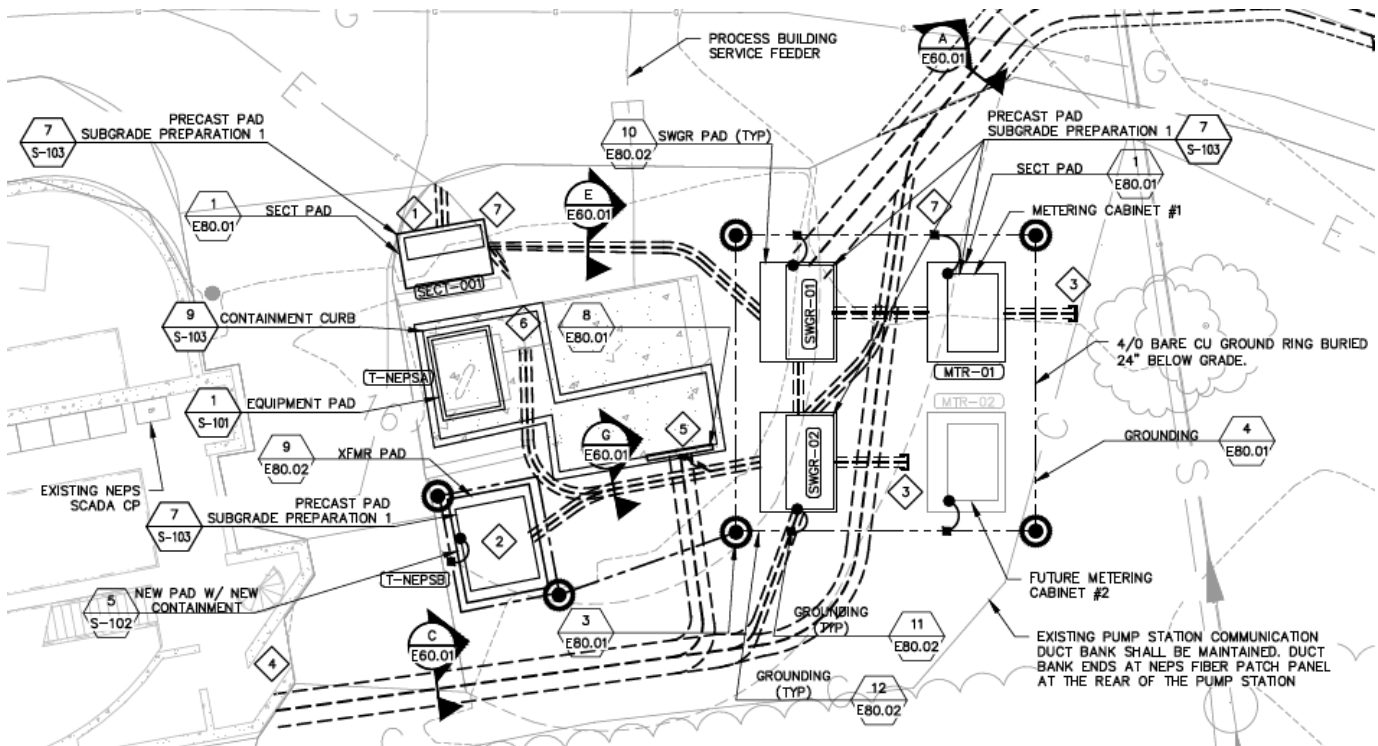 PROCESS BUILDING
SERVICE FEEDER
A
E60.01
7
S-103
PRECAST PAD
SUBGRADE PREPARATION 1
10
E80.02
SWGR PAD (TYP)
PRECAST PAD
SUBGRADE PREPARATION 1
7
S-103
SECT PAD
1
E80.01
1
E80.01
SECT PAD
METERING CABINET #1
E
E60.01
1
7
7
SECT-001
SWGR-01
3
9
S-103
CONTAINMENT CURB
6
8
E80.01
4/0 BARE CU GROUND RING BURIED
24" BELOW GRADE.
T-NEPSA
MTR-01
MTR-02
1
S-101
EQUIPMENT PAD
G
E60.01
5
GROUNDING
4
E80.01
9
E80.02
XFMR PAD
SWGR-02
3
EXISTING NEPS
SCADA CP
7
S-103
PRECAST PAD
SUBGRADE PREPARATION 1
2
T-NEPSB
5
S-102
NEW PAD W/ NEW
CONTAINMENT
FUTURE METERING
CABINET #2
3
E80.01
GROUNDING
(TYP)
11
E80.02
C
E60.01
4
EXISTING PUMP STATION COMMUNICATION
DUCT BANK SHALL BE MAINTAINED. DUCT
BANK ENDS AT NEPS FIBER PATCH PANEL
AT THE REAR OF THE PUMP STATION
GROUNDING
(TYP)
12
E80.02
G
E
G
E
S